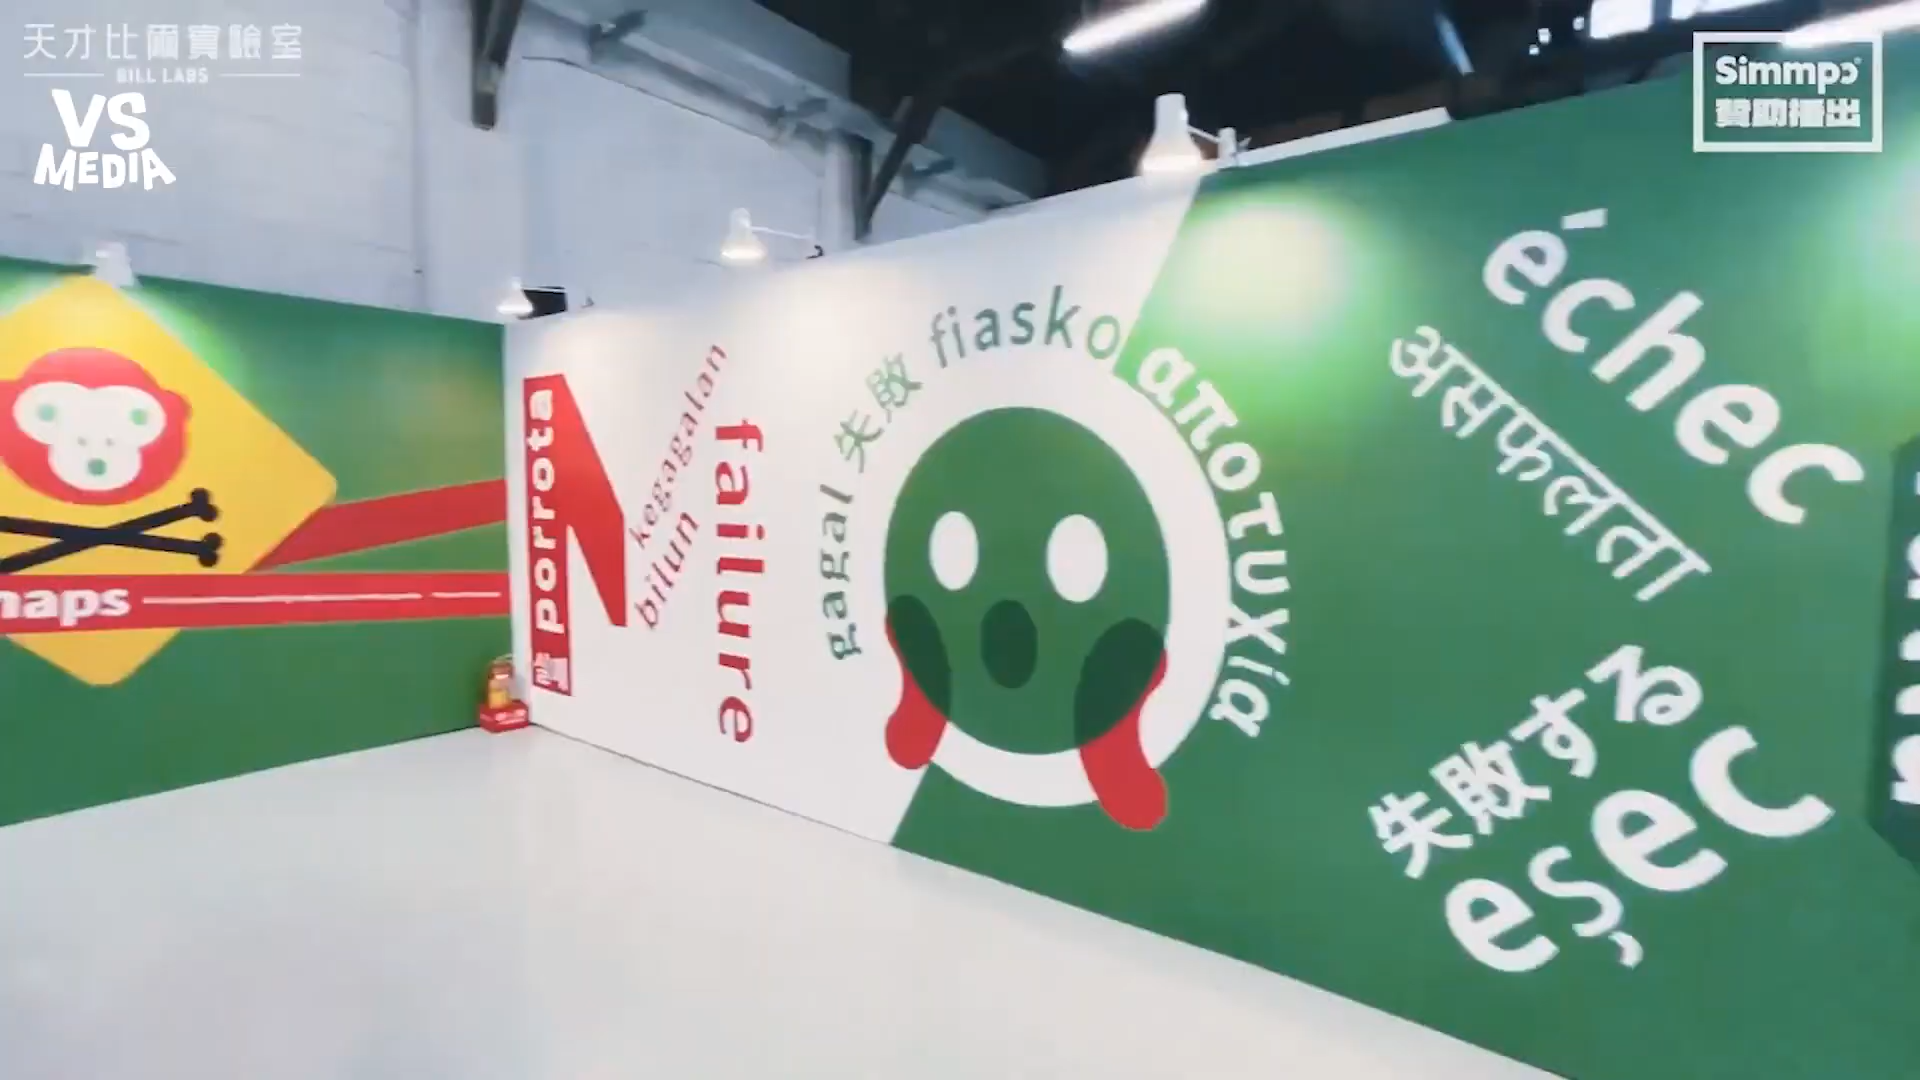 天才比爾實驗室
BILL LABS
VS
MEDIA
Simmpo
贊助播出
naps
porrota
kegagalan
bilun
failure
gagal 失敗 fiasko αποτυχία
échec
असफलता
失敗する
eșec